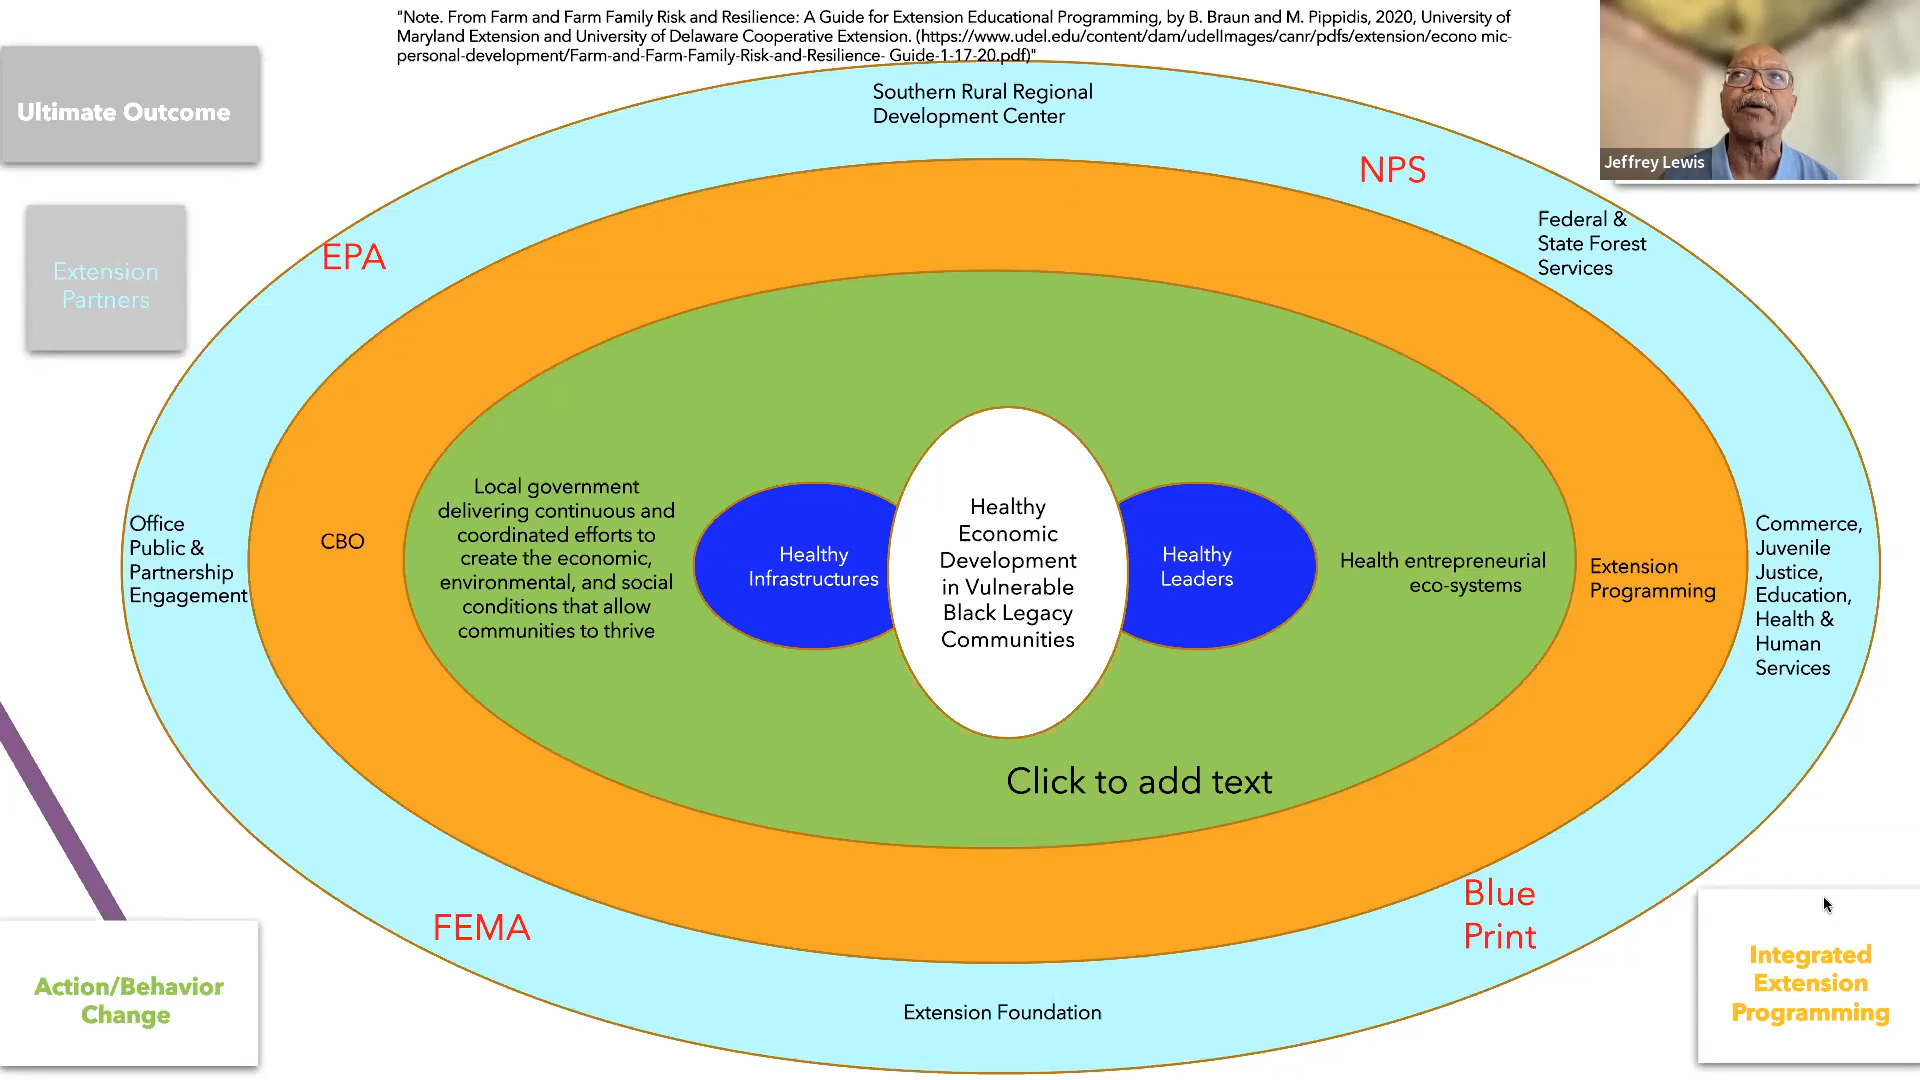 "Note. From Farm and Farm Family Risk and Resilience: A Guide for Extension Educational Programming, by B. Braun and M. Pippidis, 2020, University of
Maryland Extension and University of Delaware Cooperative Extension. (https://www.udel.edu/content/dam/udelImages/canr/pdfs/extension/econo mic-
personal-development/Farm-and-Farm-Family-Risk-and-Resilience- Guide-1-17-20.pdf)"
Ultimate Outcome
Southern Rural Regional
Development Center
Jeffrey Lewis
NPS
Federal &
State Forest
Services
EPA
Extension
Partners
Office
Public &
Partnership
Engagement
CBO
Local government
delivering continuous and
coordinated efforts to
create the economic,
environmental, and social
conditions that allow
communities to thrive
Healthy
Infrastructures
Healthy
Economic
Development
in Vulnerable
Black Legacy
Communities
Healthy
Leaders
Health entrepreneurial
eco-systems
Extension
Programming
Commerce,
Juvenile
Justice,
Education,
Health &
Human
Services
Click to add text
FEMA
Blue
Print
Action/Behavior
Change
Extension Foundation
Integrated
Extension
Programming